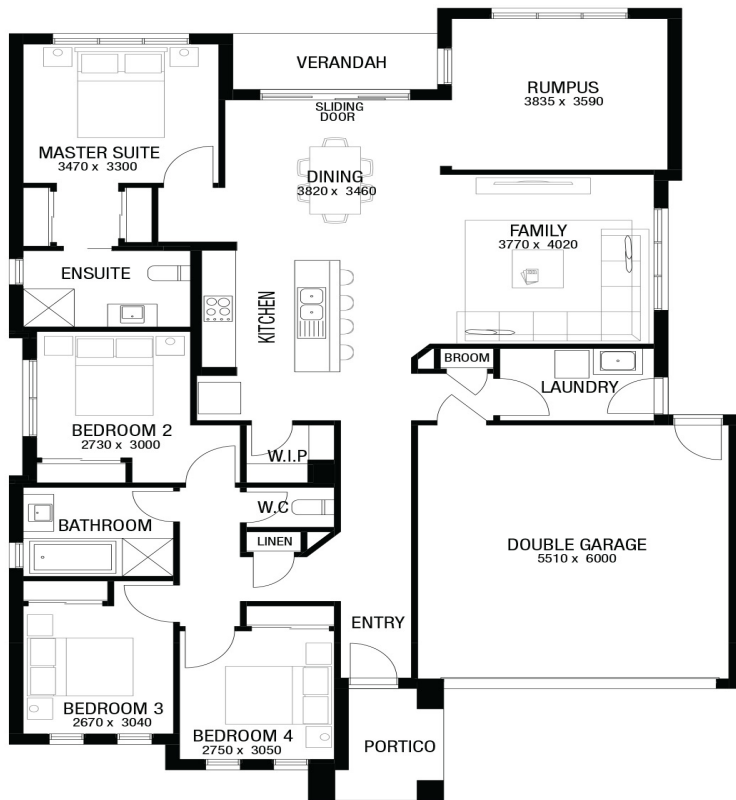 VERANDAH
RUMPUS
3835 x 3590
SLIDING
DOOR
MASTER SUITE
3470 x 3300
DINING
3820 x 3460
FAMILY
3770 x 4020
ENSUITE
KITCHEN
BROOM
LAUNDRY
BEDROOM 2
2730 x 3000
W.I.P
W.C
BATHROOM
LINEN
DOUBLE GARAGE
5510 x 6000
ENTRY
BEDROOM 3
2670 x 3040
BEDROOM 4
2750 x 3050
PORTICO